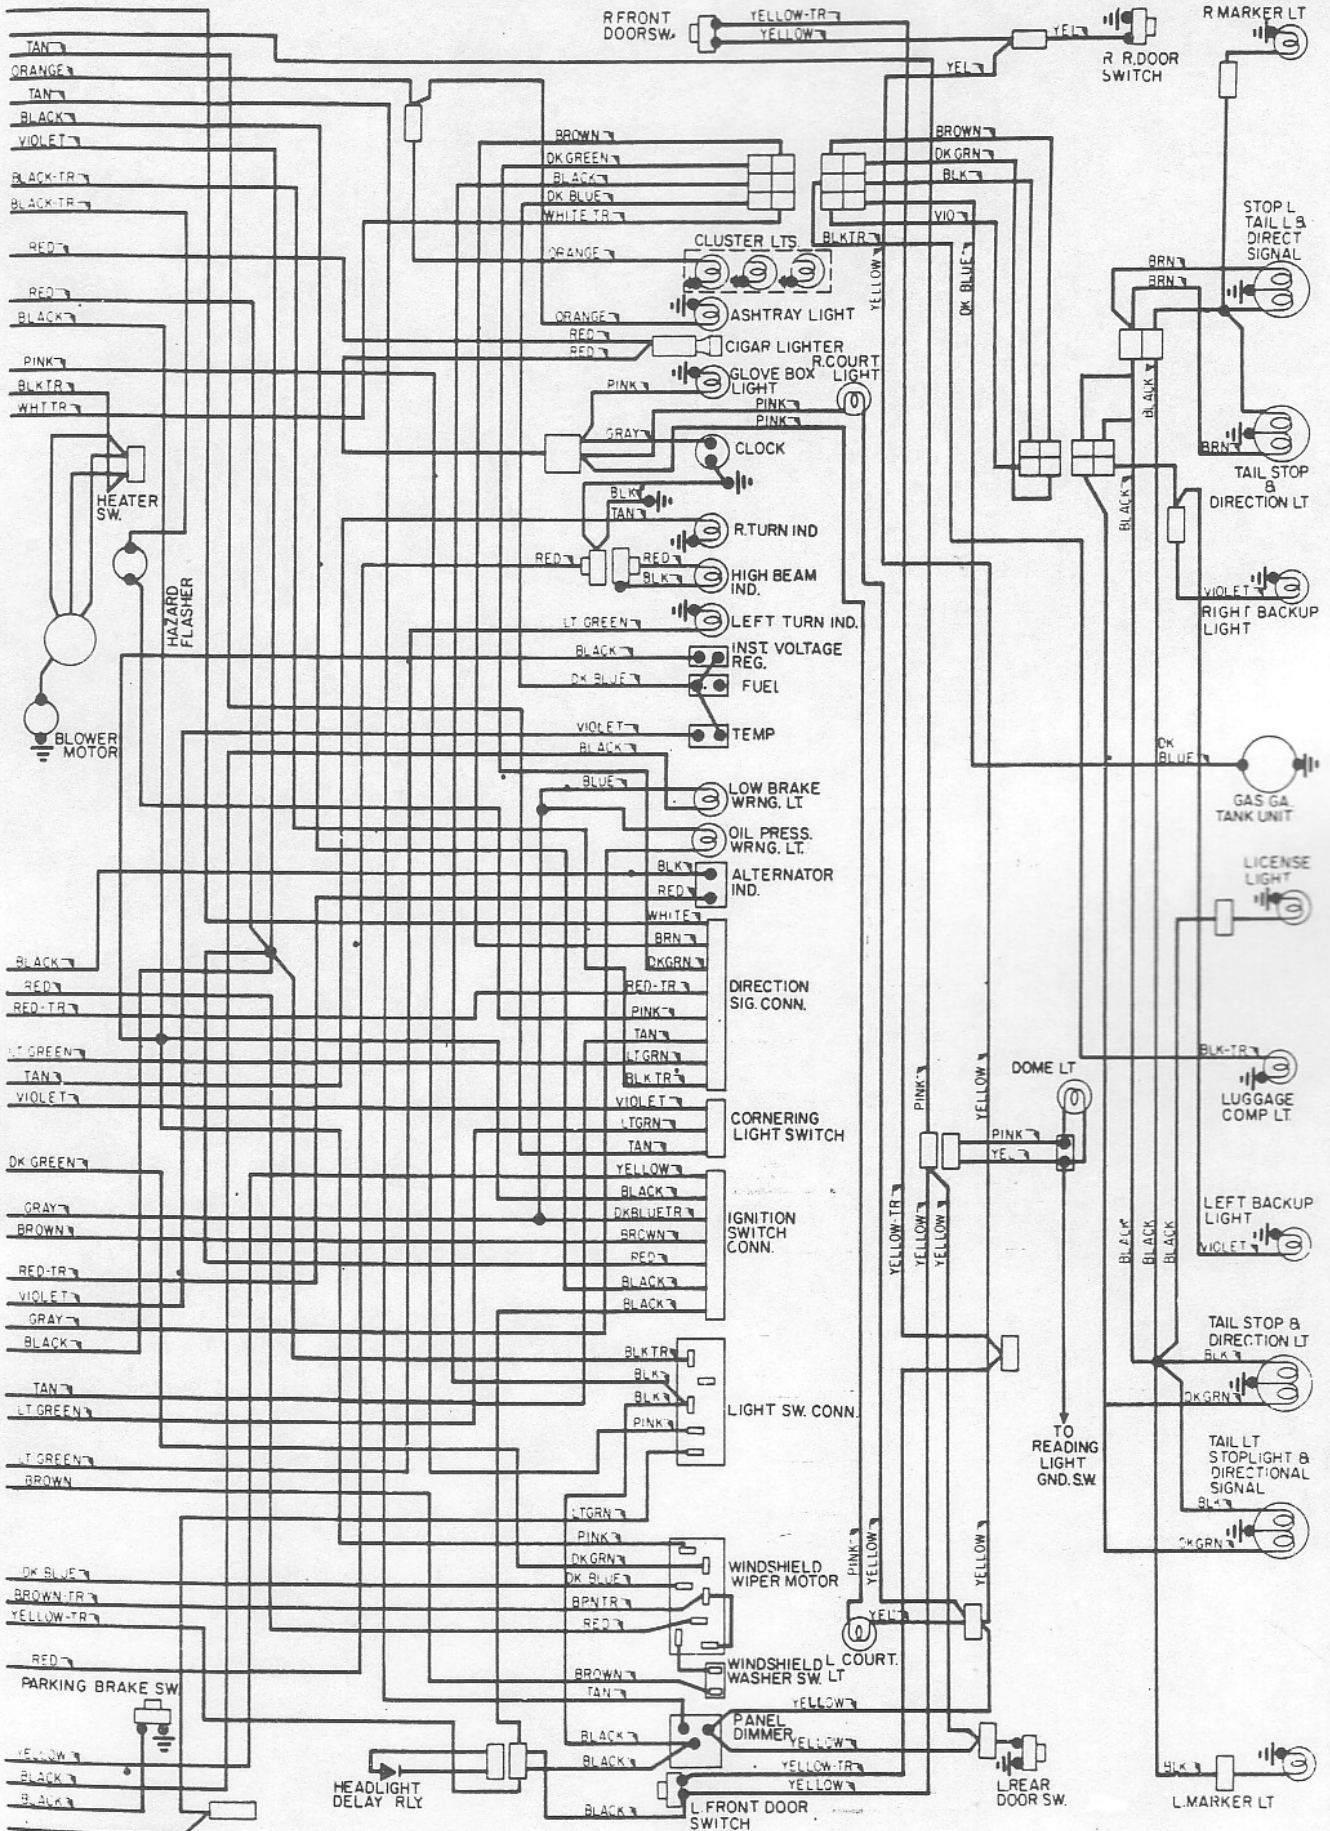 TAN
ORANGE
TAN
BLACK
VIOLET
BLACK-TR
BLACK-TR
RED
RED
BLACK
PINK
BLKTR
WHTTR
HEATER
SW.
HAZARD
FLASHER
BLOWER
MOTOR
BLACK
RED
RED-TR
LT GREEN
TAN
VIOLET
DK GREEN
GRAY
BROWN
RED-TR
VIOLET
GRAY
BLACK
TAN
LT GREEN
LT GREEN
BROWN
DK BLUE
BROWN-TR
YELLOW-TR
RED
PARKING BRAKE SW.
YELLOW
BLACK
BLACK
HEADLIGHT
DELAY RLY.
R FRONT
DOORSW.
YELLOW-TR
YELLOW
YEL
YEL
R R.DOOR
SWITCH
R MARKER LT
BROWN
DK GREEN
BLACK
DK BLUE
WHITE TR
BROWN
DK GRN
BLK
VIO
BLKTR
YELLOW
DK BLUE
CLUSTER LTS.
ORANGE
ORANGE
ASHTRAY LIGHT
RED
RED
CIGAR LIGHTER
R.COURT
LIGHT
GLOVE BOX
LIGHT
PINK
PINK
PINK
GRAY
CLOCK
BLK
TAN
R.TURN IND
RED
RED
BLK
HIGH BEAM
IND.
LT GREEN
LEFT TURN IND.
BLACK
INST. VOLTAGE
REG.
DK BLUE
FUEL
VIOLET
TEMP
BLACK
BLUE
LOW BRAKE
WRNG. LT
OIL PRESS.
WRNG. LT.
BLK
RED
ALTERNATOR
IND.
WHITE
BRN
DKGRN
RED-TR
PINK
TAN
LTGRN
BLK TR
DIRECTION
SIG. CONN.
VIOLET
LTGRN
TAN
CORNERING
LIGHT SWITCH
YELLOW
BLACK
DKBLUETR
BROWN
RED
BLACK
BLACK
IGNITION
SWITCH
CONN.
BLKTR
BLK
BLK
PINK
LIGHT SW. CONN.
LTGRN
PINK
DKGRN
DK BLUE
BRNTR
RED
WINDSHIELD
WIPER MOTOR
BROWN
WINDSHIELD
WASHER SW.
L COURT.
LT
TAN
BLACK
BLACK
PANEL
DIMMER
YELLOW
YELLOW
YELLOW-TR
YELLOW
BLACK
L.FRONT DOOR
SWITCH
L.REAR
DOOR SW.
PINK
YELLOW
DOME LT
PINK
YEL
YELLOW-TR
YELLOW
YELLOW
TO
READING
LIGHT
GND.S.W.
PINK
YELLOW
YELLOW
YEL
STOP L
TAIL L &
DIRECT
SIGNAL
BRN
BRN
BLACK
BRN
TAIL STOP
&
DIRECTION LT
BLACK
VIOLET
RIGHT BACKUP
LIGHT
DK
BLUE
GAS GA.
TANK UNIT
LICENSE
LIGHT
BLK-TR
LUGGAGE
COMP LT.
BLACK
BLACK
BLACK
LEFT BACKUP
LIGHT
VIOLET
TAIL STOP &
DIRECTION LT
BLK
DKGRN
TAIL LT
STOPLIGHT &
DIRECTIONAL
SIGNAL
BLK
DKGRN
BLK
L.MARKER LT